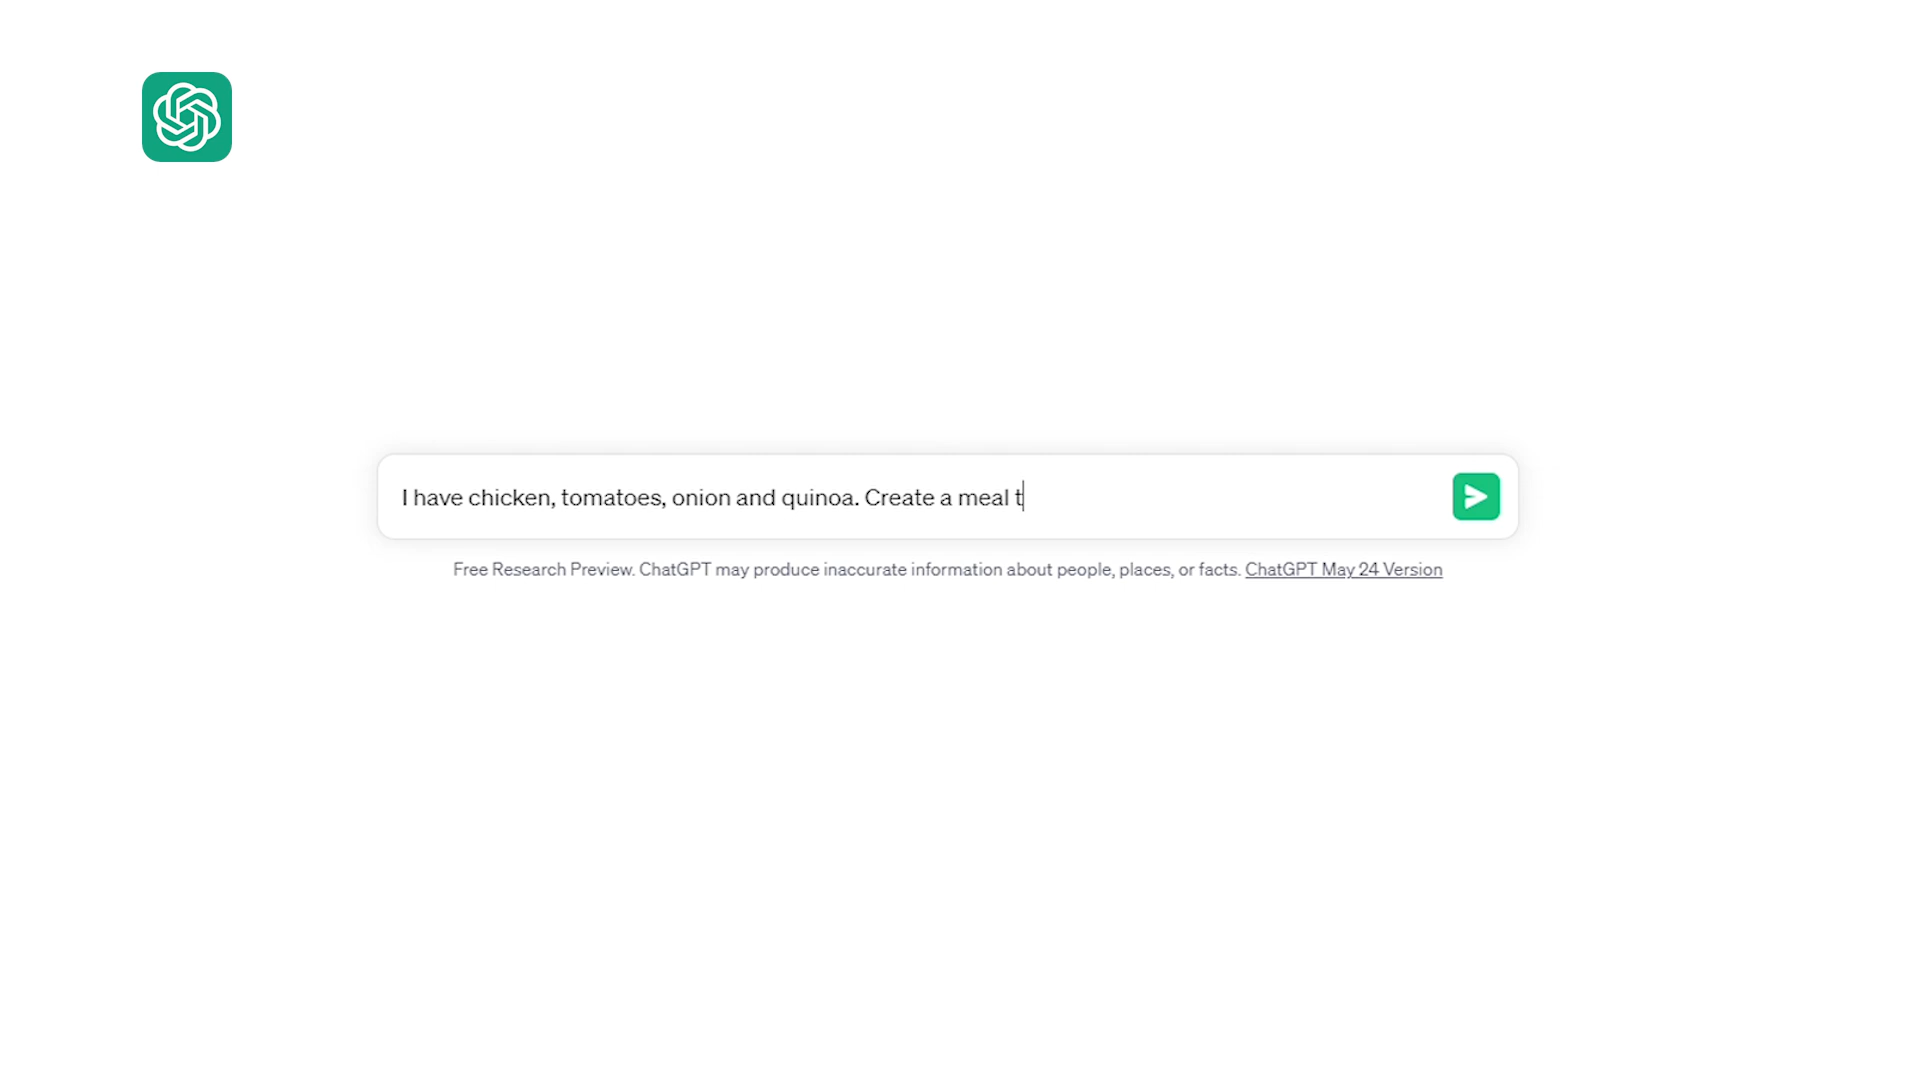 I have chicken, tomatoes, onion and quinoa. Create a meal t
Free Research Preview. ChatGPT may produce inaccurate information about people, places, or facts. ChatGPT May 24 Version